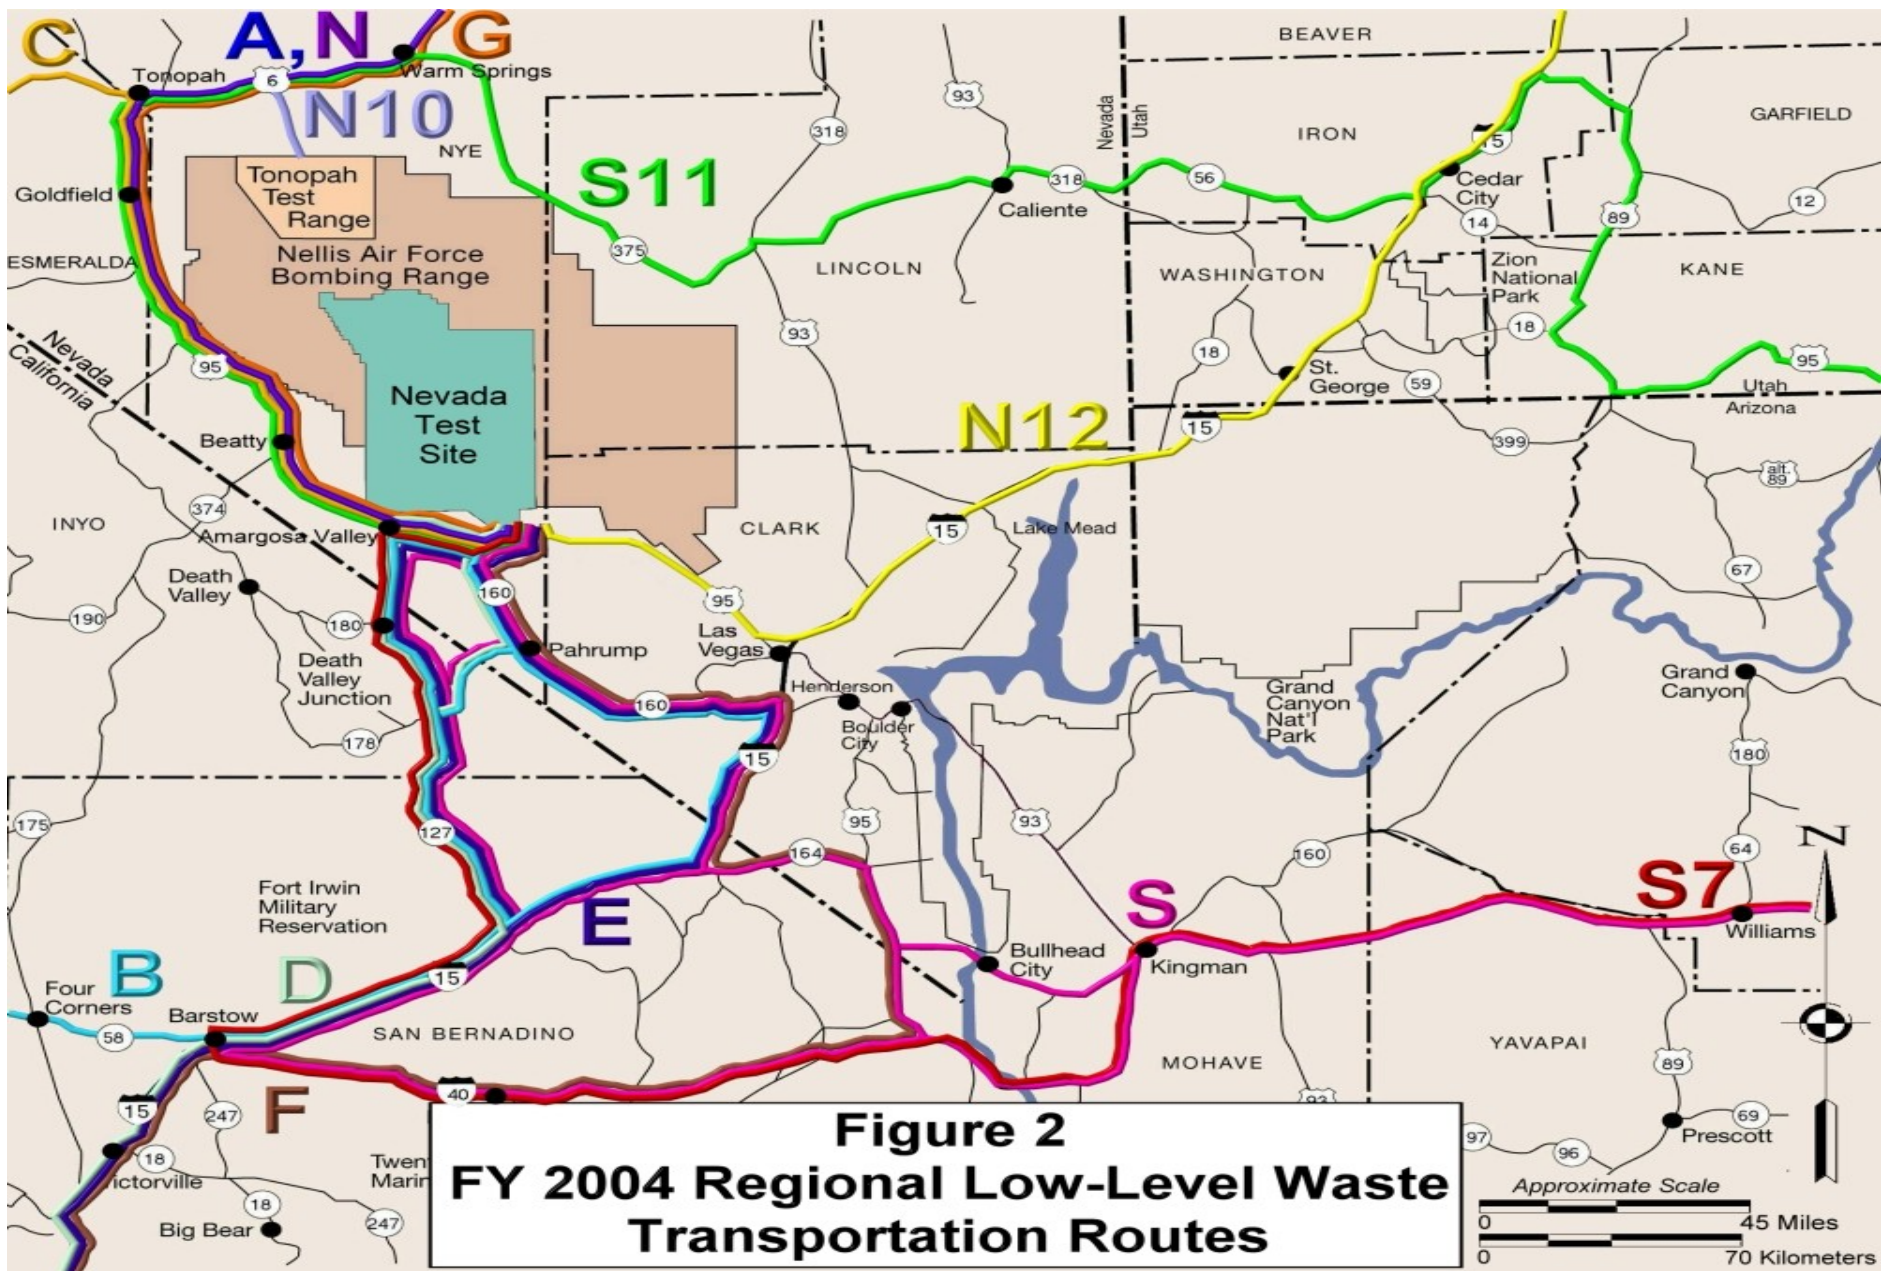 C
A, N
G
BEAVER
Tonopah
6
Warm Springs
N10
93
Nevada
Utah
GARFIELD
318
IRON
15
NYE
S11
Tonopah
Test
Range
Goldfield
318
56
Cedar
City
12
Caliente
14
89
375
Nellis Air Force
Bombing Range
ESMERALDA
LINCOLN
WASHINGTON
Zion
National
Park
KANE
93
18
Nevada
California
95
18
95
St.
George
59
Utah
Arizona
Nevada
Test
Site
N12
15
399
alt.
89
Beatty
374
INYO
Amargosa Valley
CLARK
15
Lake Mead
Death
Valley
67
160
95
190
180
Las
Vegas
Pahrump
Death
Valley
Junction
Grand
Canyon
Henderson
160
Grand
Canyon
Nat'l
Park
Boulder
City
178
15
180
175
127
95
93
164
160
64
S7
Fort Irwin
Military
Reservation
S
N
E
Williams
Bullhead
City
Kingman
B
D
15
Four
Corners
Barstow
58
SAN BERNADINO
MOHAVE
YAVAPAI
89
F
40
93
15
247
69
Prescott
97
96
18
Twen
Marin
ictorville
18
Big Bear
247
Figure 2
FY 2004 Regional Low-Level Waste
Transportation Routes
Approximate Scale
0
45 Miles
0
70 Kilometers